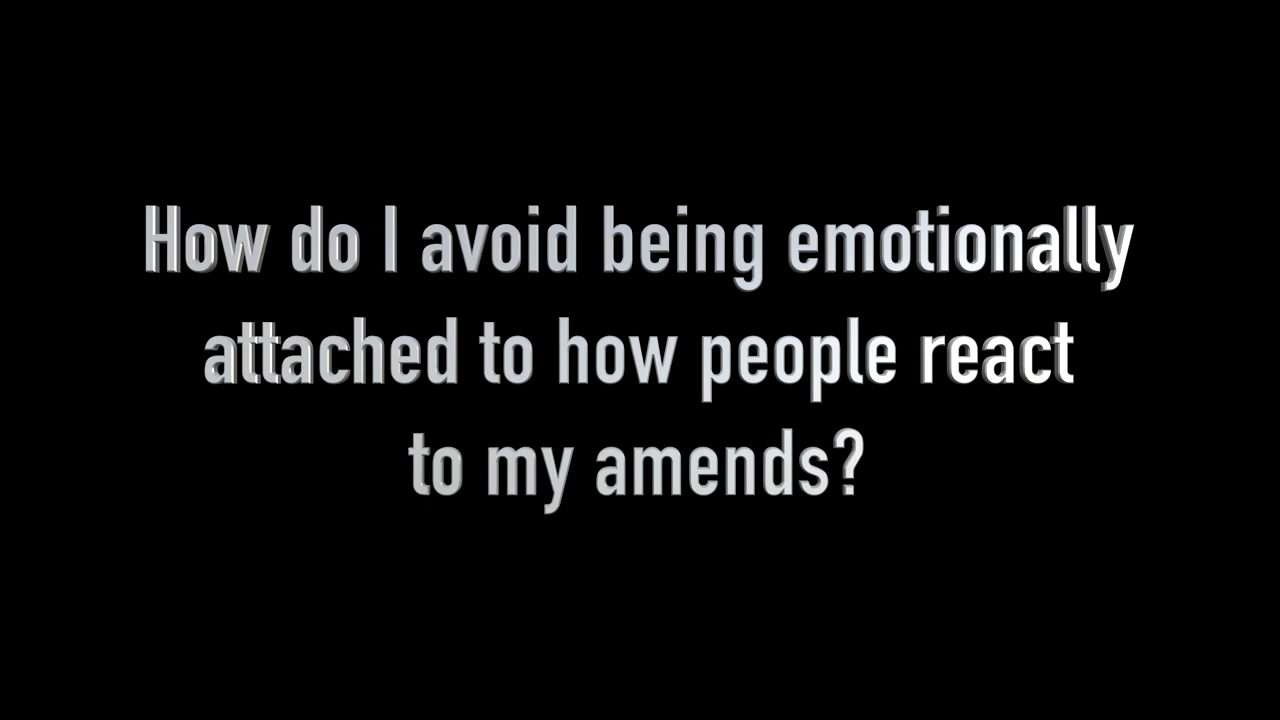 How do I avoid being emotionally
attached to how people react
to my amends?